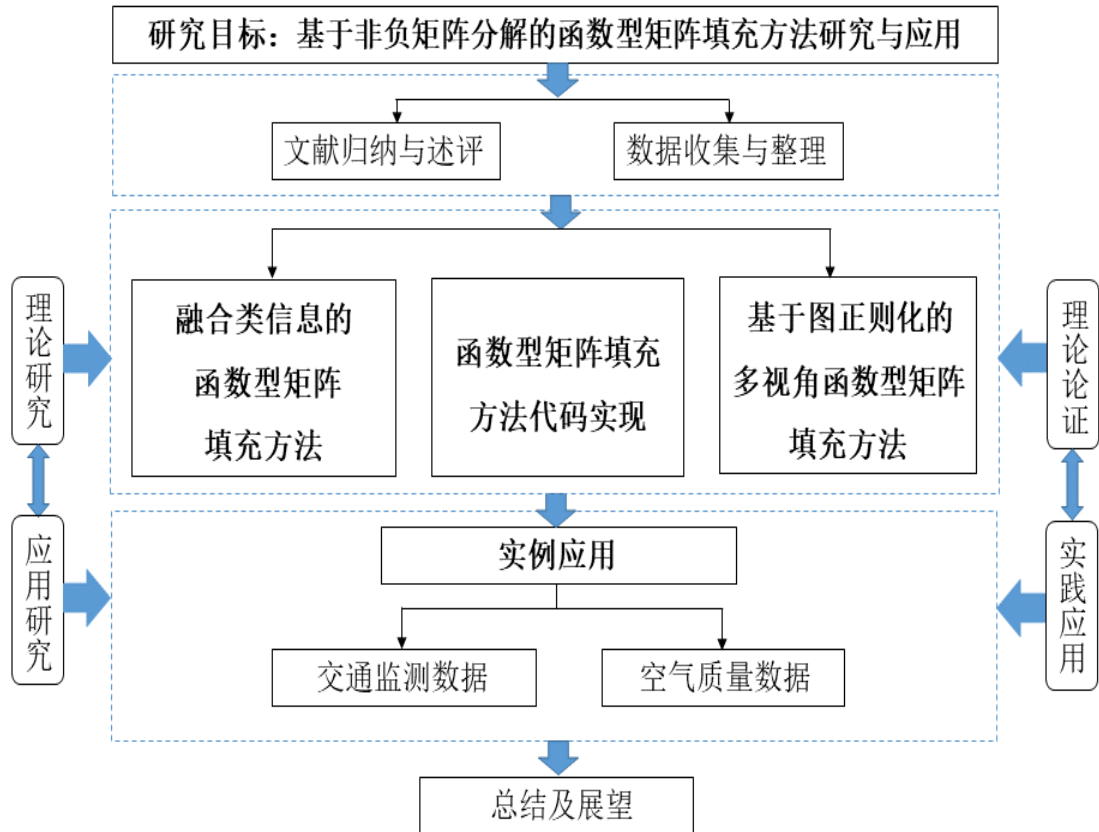 研究目标：基于非负矩阵分解的函数型矩阵填充方法研究与应用
文献归纳与述评
数据收集与整理
理论研究
融合类信息的
函数型矩阵
填充方法
函数型矩阵填充
方法代码实现
基于图正则化的
多视角函数型矩阵
填充方法
理论论证
应用研究
实例应用
交通监测数据
空气质量数据
实践应用
总结及展望